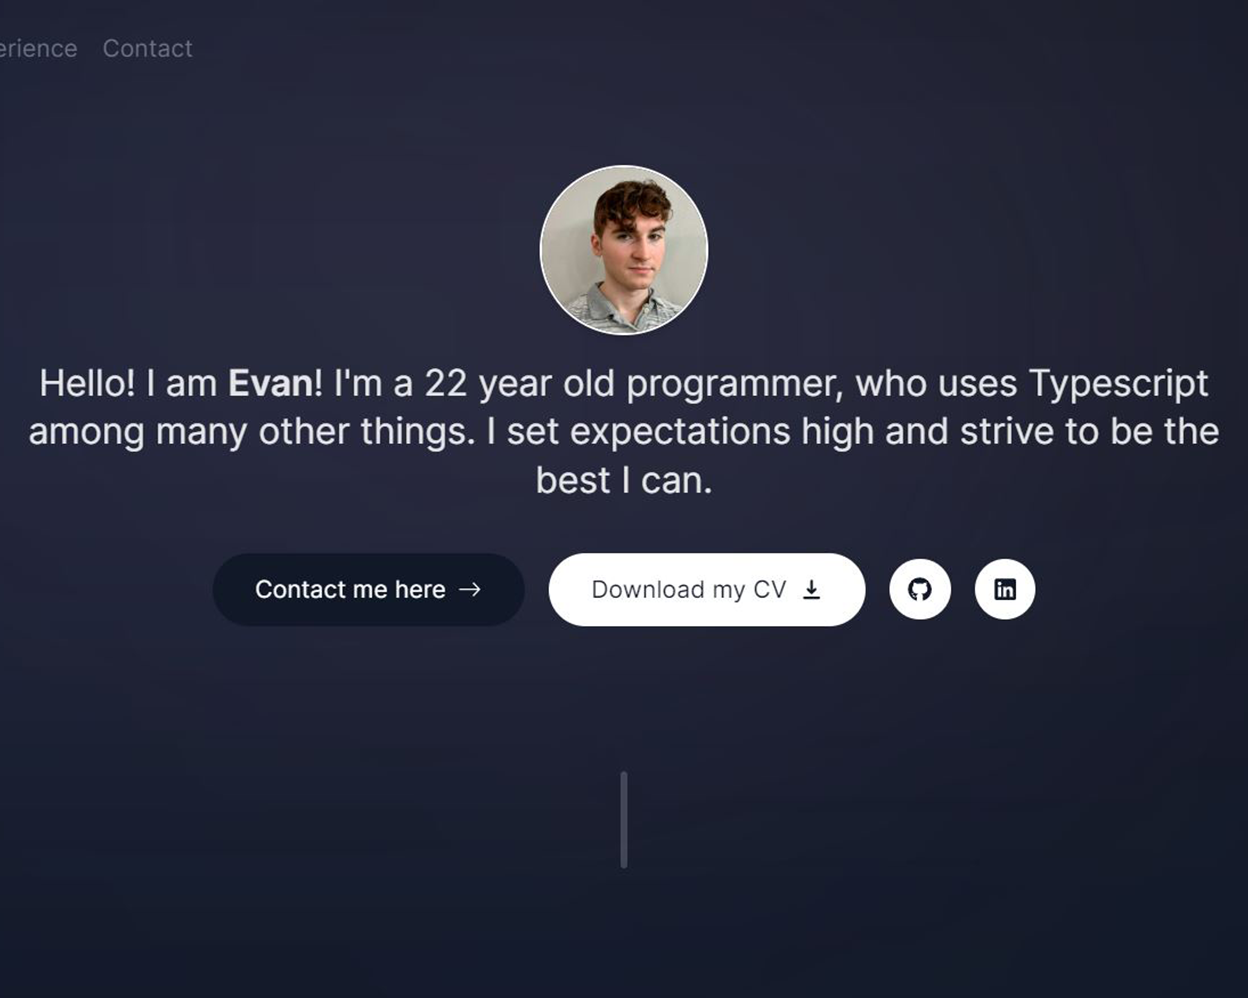 erience Contact
Hello! I am Evan! I'm a 22 year old programmer, who uses Typescript
among many other things. I set expectations high and strive to be the
best I can.
Contact me here → Download my CV in